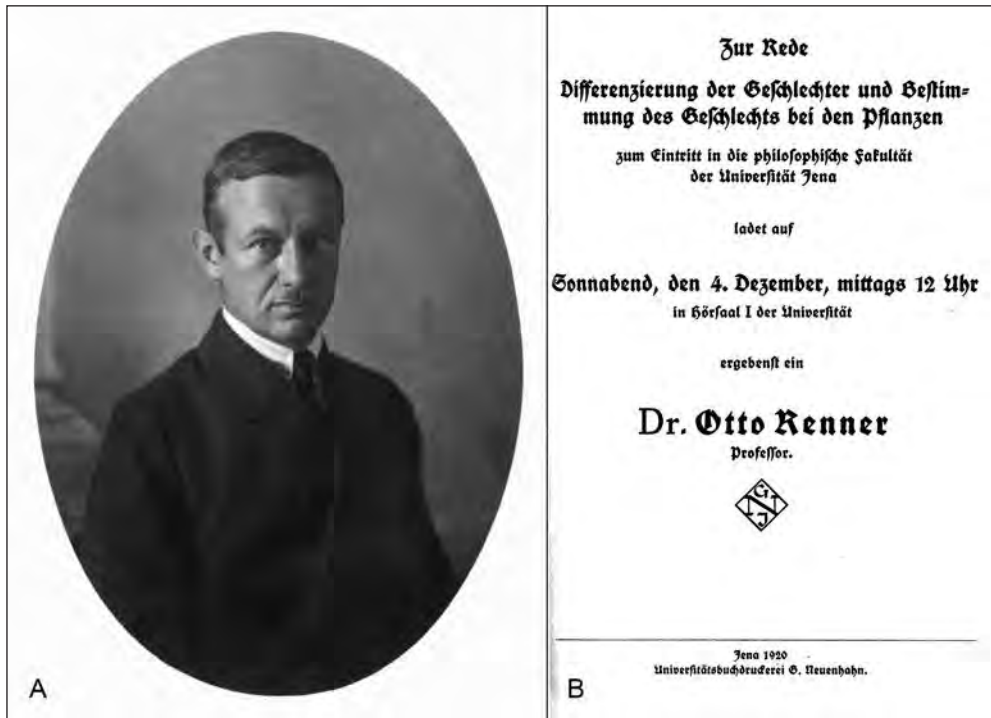 Zur Rede
Differenzierung der Geschlechter und Bestim-
mung des Geschlechts bei den Pflanzen
zum Eintritt in die philosophische Fakultät
der Universität Jena
ladet auf
Sonnabend, den 4. Dezember, mittags 12 Uhr
in Hörsaal I der Universität
ergebenst ein
Dr. Otto Renner
Professor.
G
N
J
Jena 1920
Universitätsbuchdruckerei G. Neuenhahn.
A
B